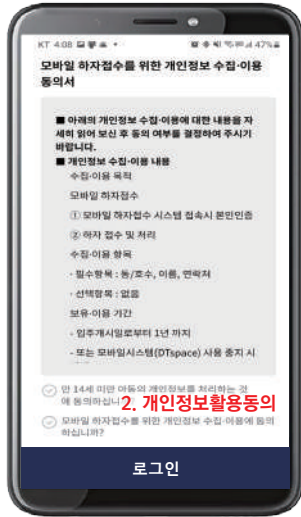 KT 4:08
47%
모바일 하자접수를 위한 개인정보 수집·이용
동의서
■ 아래의 개인정보 수집·이용에 대한 내용을 자
세히 읽어 보신 후 동의 여부를 결정하여 주시기
바랍니다.
■ 개인정보 수집·이용 내용
수집·이용 목적
모바일 하자접수
① 모바일 하자접수 시스템 접속시 본인인증
② 하자 접수 및 처리
수집·이용 항목
· 필수항목 : 동/호수, 이름, 연락처
· 선택항목 : 없음
보유·이용 기간
- 입주개시일로부터 1년 까지
- 또는 모바일시스템(DTspace) 사용 중지 시
만 14세 미만 아동의 개인정보를 처리하는 것
에 동의하십니
2. 개인정보활용동의
모바일 하자접수를 위한 개인정보 수집·이용에 동의
하십니까?
로그인